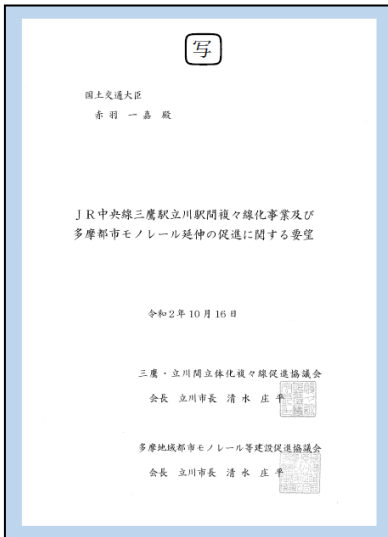 写
国土交通大臣
赤羽 一嘉 殿
ＪＲ中央線三鷹駅立川駅間複々線化事業及び
多摩都市モノレール延伸の促進に関する要望
令和２年10月16日
三鷹・立川間立体化複々線促進協議会
会長 立川市長 清水 庄平
多摩地域都市モノレール等建設促進協議会
会長 立川市長 清水 庄平